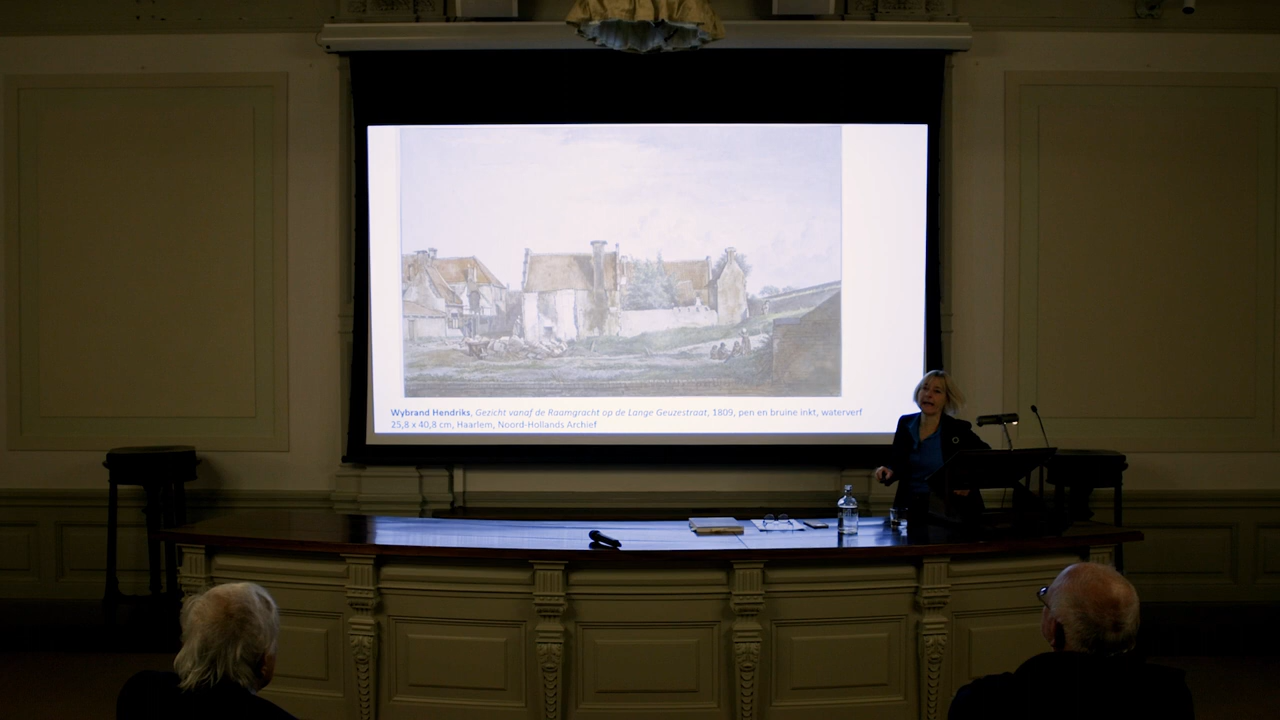 Wybrand Hendriks, Gezicht vanaf de Raamgracht op de Lange Geuzestraat, 1809, pen en bruine inkt, waterverf
25,8 x 40,8 cm, Haarlem, Noord-Hollands Archief